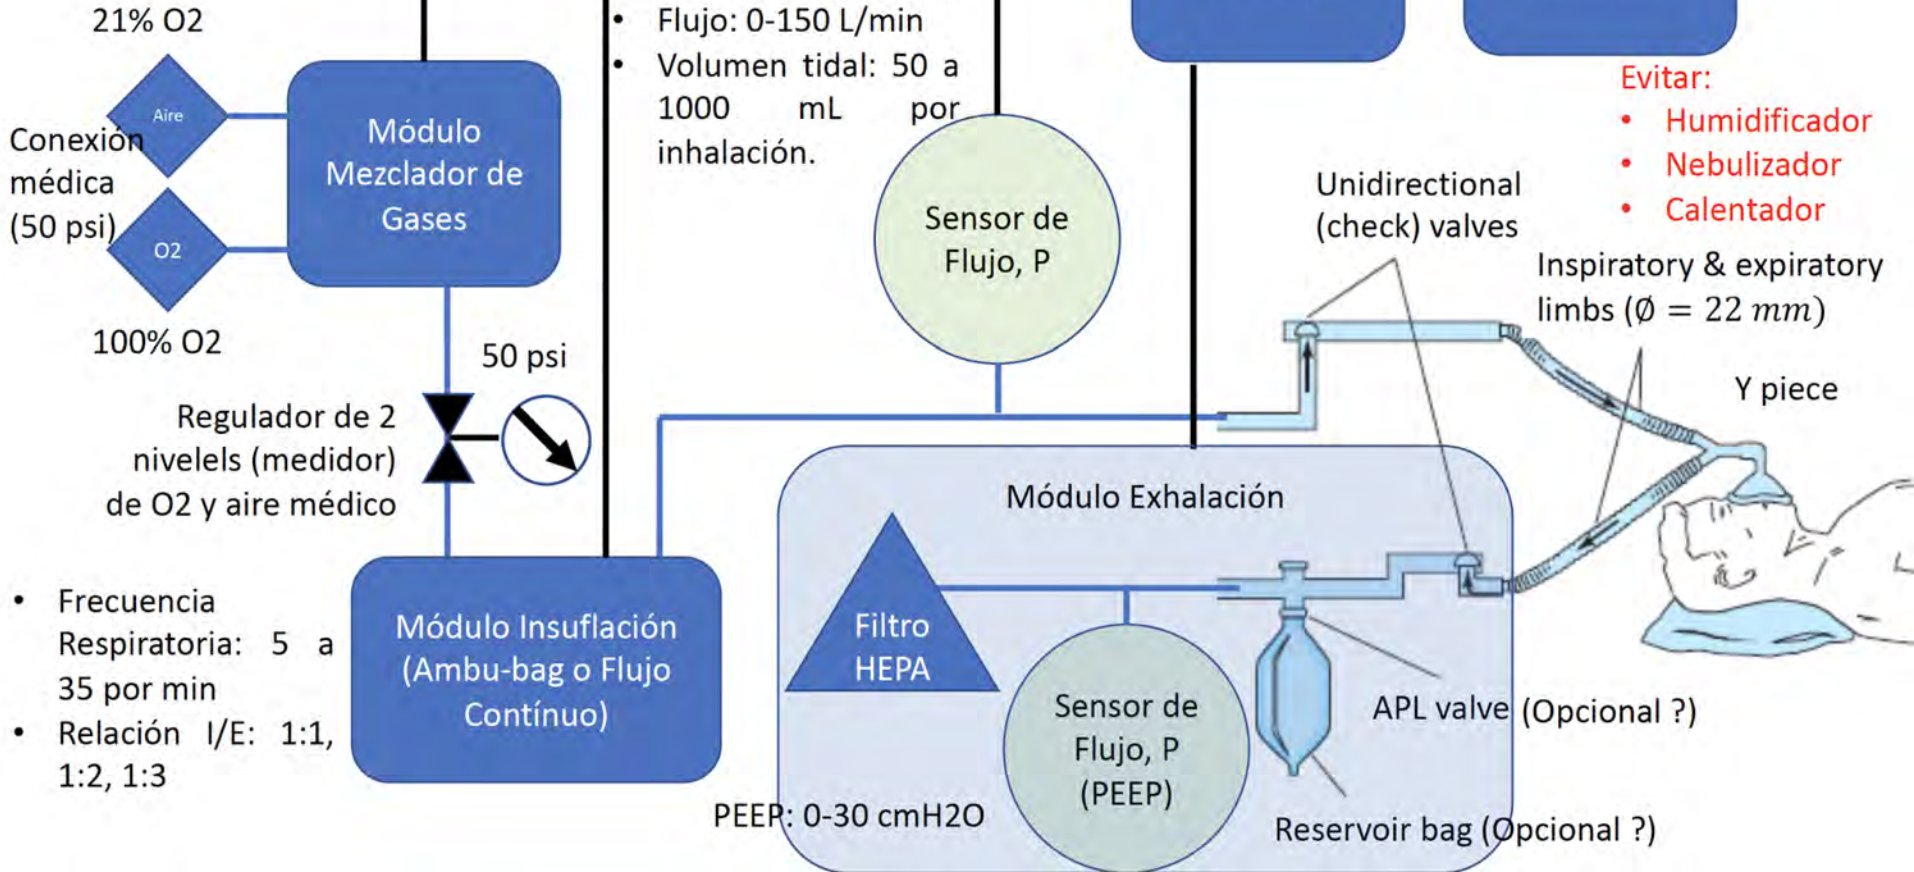 21% O2
Aire
Conexión
médica
(50 psi)
O2
100% O2
Módulo
Mezclador de
Gases
• Flujo: 0-150 L/min
• Volumen tidal: 50 a
1000 mL por
inhalación.
Sensor de
Flujo, P
Evitar:
• Humidificador
• Nebulizador
• Calentador
Unidirectional
(check) valves
Inspiratory & expiratory
limbs (Ø = 22 mm)
Y piece
50 psi
Regulador de 2
nivelels (medidor)
de O2 y aire médico
• Frecuencia
Respiratoria: 5 a
35 por min
• Relación I/E: 1:1,
1:2, 1:3
Módulo Insuflación
(Ambu-bag o Flujo
Contínuo)
Módulo Exhalación
Filtro
HEPA
Sensor de
Flujo, P
(PEEP)
PEEP: 0-30 cmH2O
APL valve (Opcional ?)
Reservoir bag (Opcional ?)